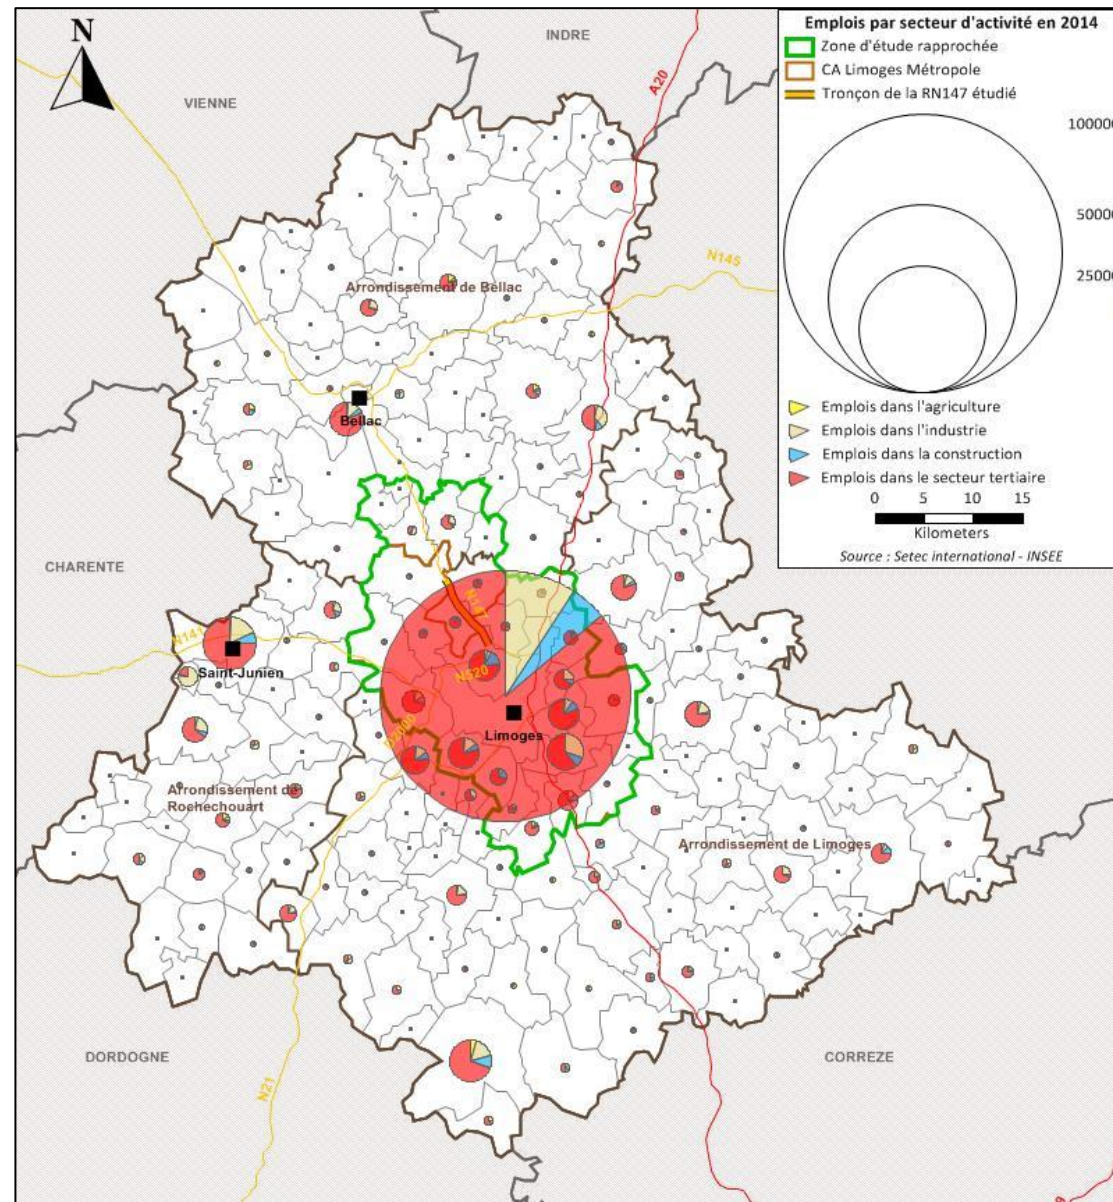 Emplois par secteur d'activité en 2014
Zone d'étude rapprochée
CA Limoges Métropole
Tronçon de la RN147 étudié
100000
50000
25000
Emplois dans l'agriculture
Emplois dans l'industrie
Emplois dans la construction
Emplois dans le secteur tertiaire
0 5 10 15
Kilometers
Source : Setec international - INSEE
N
INDRE
VIENNE
A20
N145
Arrondissement de Bellac
Bellac
CHARENTE
N147
N141
Saint-Junien
N520
Limoges
Arrondissement de
Rochechouart
Arrondissement de Limoges
DORDOGNE
CORREZE
N21